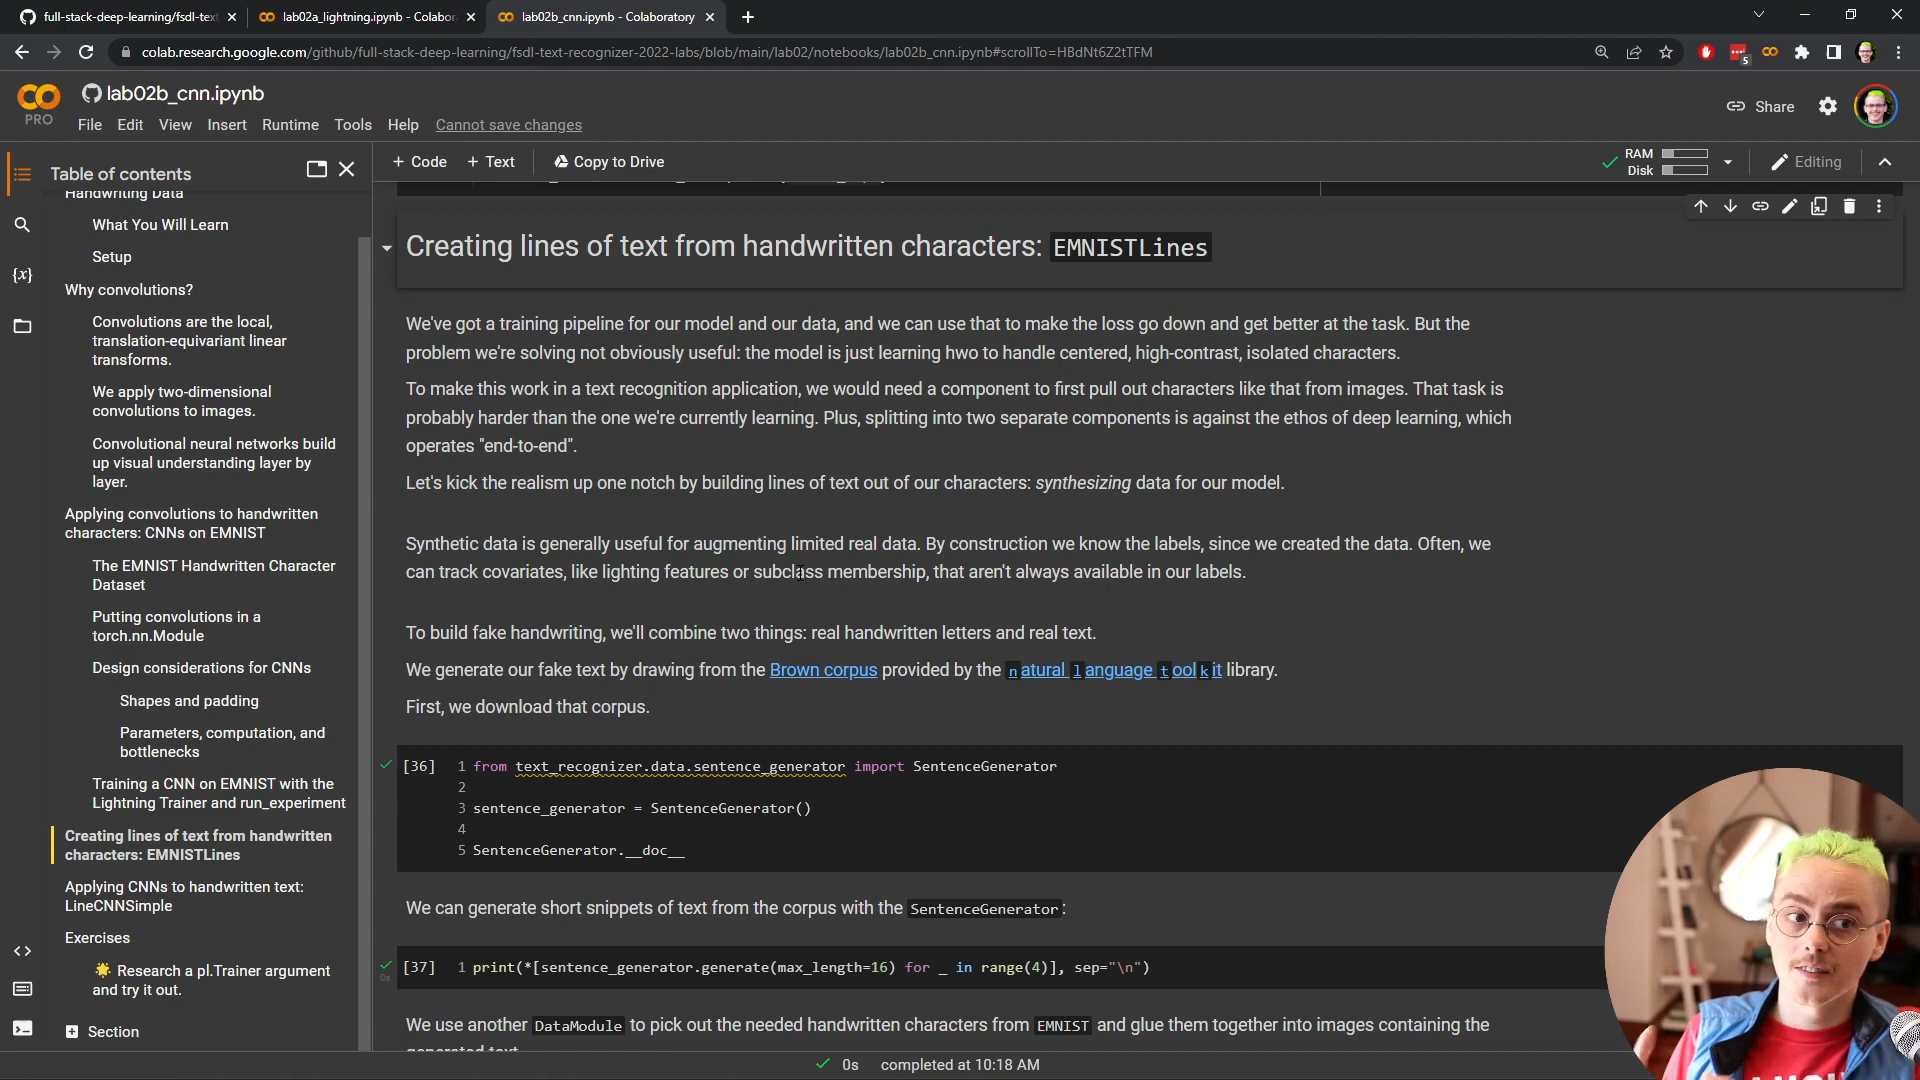 full-stack-deep-learning/fsdl-text
lab02a_lightning.ipynb - Colabor
lab02b_cnn.ipynb - Colaboratory
colab.research.google.com/github/full-stack-deep-learning/fsdl-text-recognizer-2022-labs/blob/main/lab02/notebooks/lab02b_cnn.ipynb#scrollTo=HBdNt6Z2tTFM
5
PRO
lab02b_cnn.ipynb
File Edit View Insert Runtime Tools Help Cannot save changes
Share
+ Code + Text Copy to Drive
RAM
Disk
Editing
Table of contents
Handwriting Data
What You Will Learn
Setup
Why convolutions?
Convolutions are the local,
translation-equivariant linear
transforms.
We apply two-dimensional
convolutions to images.
Convolutional neural networks build
up visual understanding layer by
layer.
Applying convolutions to handwritten
characters: CNNs on EMNIST
The EMNIST Handwritten Character
Dataset
Putting convolutions in a
torch.nn.Module
Design considerations for CNNs
Shapes and padding
Parameters, computation, and
bottlenecks
Training a CNN on EMNIST with the
Lightning Trainer and run_experiment
Creating lines of text from handwritten
characters: EMNISTLines
Applying CNNs to handwritten text:
LineCNNSimple
Exercises
🌟 Research a pl.Trainer argument
and try it out.
Section
Creating lines of text from handwritten characters: EMNISTLines
We've got a training pipeline for our model and our data, and we can use that to make the loss go down and get better at the task. But the
problem we're solving not obviously useful: the model is just learning hwo to handle centered, high-contrast, isolated characters.
To make this work in a text recognition application, we would need a component to first pull out characters like that from images. That task is
probably harder than the one we're currently learning. Plus, splitting into two separate components is against the ethos of deep learning, which
operates "end-to-end".
Let's kick the realism up one notch by building lines of text out of our characters: synthesizing data for our model.
Synthetic data is generally useful for augmenting limited real data. By construction we know the labels, since we created the data. Often, we
can track covariates, like lighting features or subclass membership, that aren't always available in our labels.
To build fake handwriting, we'll combine two things: real handwritten letters and real text.
We generate our fake text by drawing from the Brown corpus provided by the natural language toolkit library.
First, we download that corpus.
[36] 1 from text_recognizer.data.sentence_generator import SentenceGenerator
2
3 sentence_generator = SentenceGenerator()
4
5 SentenceGenerator.__doc__
We can generate short snippets of text from the corpus with the SentenceGenerator:
[37] 1 print(*[sentence_generator.generate(max_length=16) for _ in range(4)], sep="\n")
0s
We use another DataModule to pick out the needed handwritten characters from EMNIST and glue them together into images containing the
generated text
0s completed at 10:18 AM